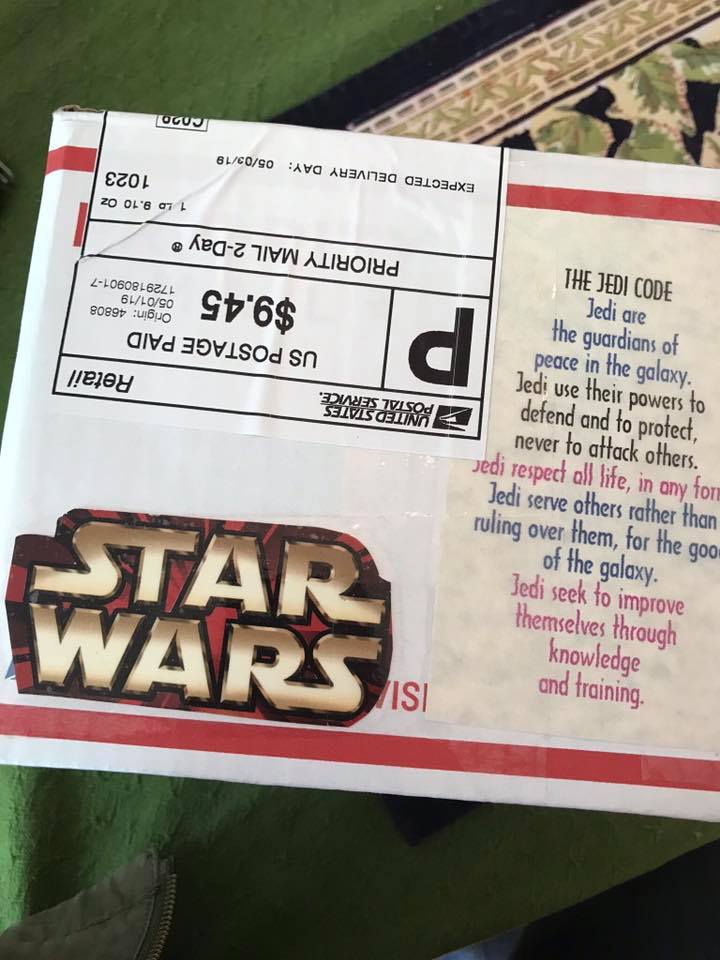 UNITED STATES
POSTAL SERVICE.
Retail
P
US POSTAGE PAID
$9.45
Origin: 46808
05/01/19
1729180901-7
PRIORITY MAIL 2-Day ®
1 Lb 9.10 Oz
1023
EXPECTED DELIVERY DAY: 05/03/19
C029
THE JEDI CODE
Jedi are
the guardians of
peace in the galaxy.
Jedi use their powers to
defend and to protect,
never to attack others.
Jedi respect all life, in any form
Jedi serve others rather than
ruling over them, for the goo
of the galaxy.
Jedi seek to improve
themselves through
knowledge
and training.
STAR
WARS
VISI